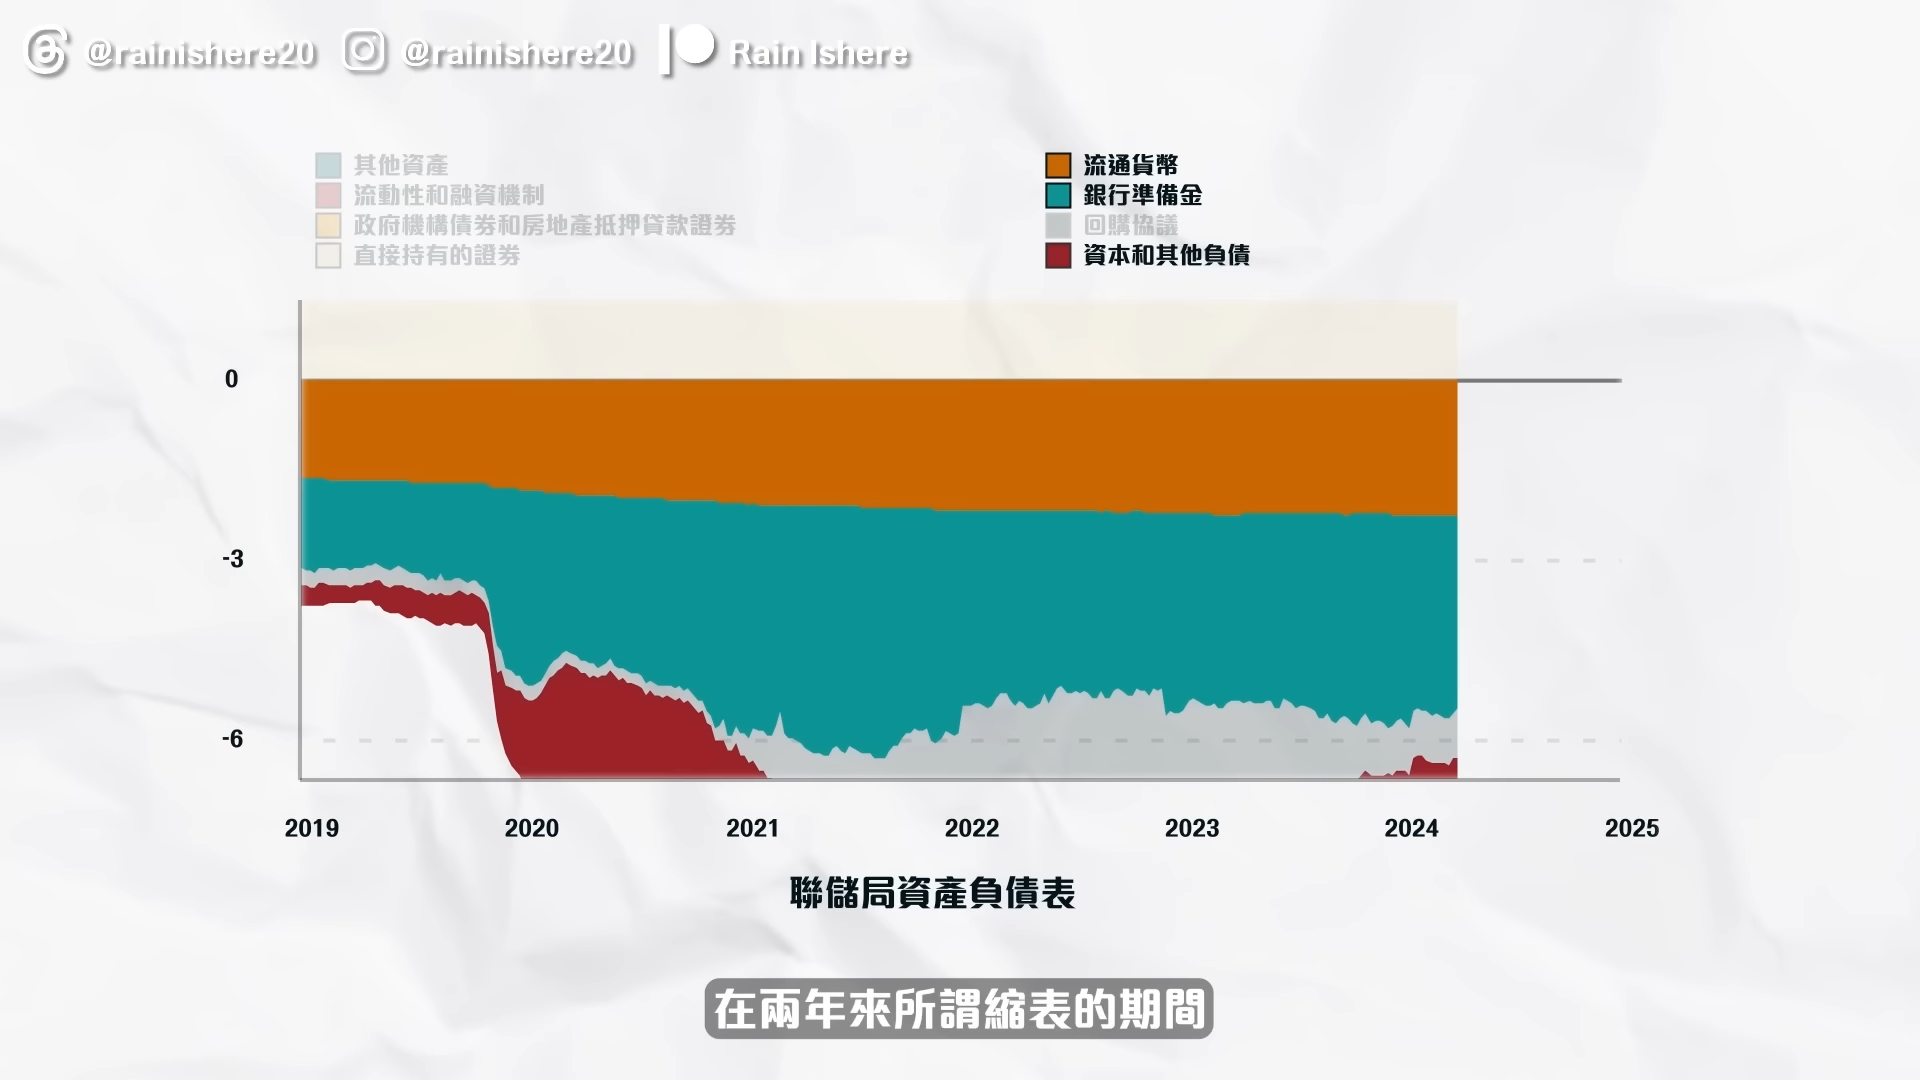 @rainishere20 @rainishere20 Rain Ishere
其他資產
流動性和融資機制
政府機構債券和房地產抵押貸款證券
直接持有的證券
流通貨幣
銀行準備金
回購協議
資本和其他負債
0
-3
-6
2019 2020 2021 2022 2023 2024 2025
聯儲局資產負債表
在兩年來所謂縮表的期間